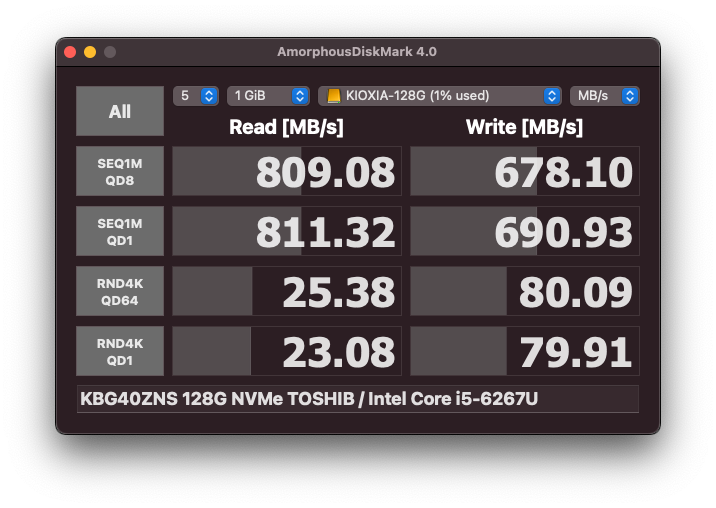 AmorphousDiskMark 4.0
All
5
1 GiB
KIOXIA-128G (1% used)
MB/s
Read [MB/s]
Write [MB/s]
SEQ1M
QD8
809.08
678.10
SEQ1M
QD1
811.32
690.93
RND4K
QD64
25.38
80.09
RND4K
QD1
23.08
79.91
KBG40ZNS 128G NVMe TOSHIB / Intel Core i5-6267U